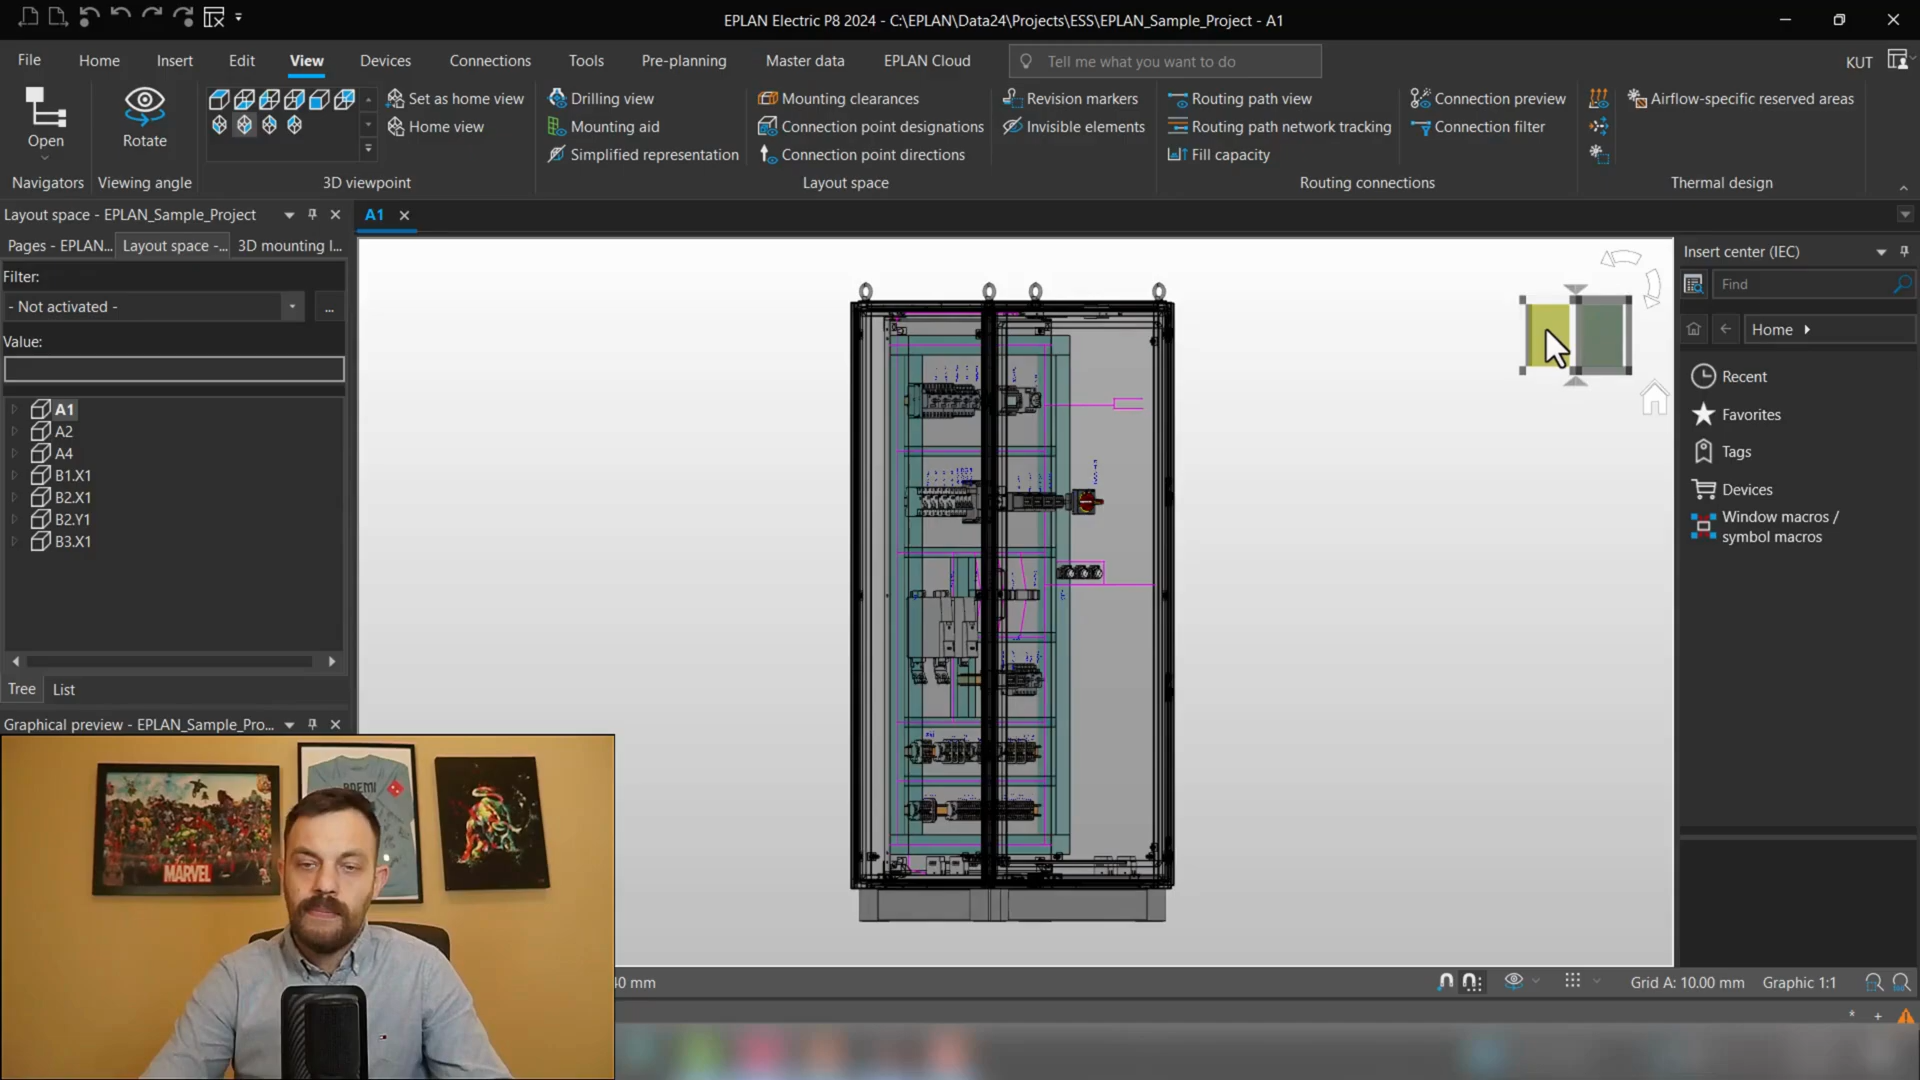 EPLAN Electric P8 2024 - C:\EPLAN\Data24\Projects\ESS\EPLAN_Sample_Project - A1
File Home Insert Edit View Devices Connections Tools Pre-planning Master data EPLAN Cloud Tell me what you want to do KUT
Open
Navigators
Rotate
Viewing angle
Set as home view
Home view
3D viewpoint
Drilling view
Mounting aid
Simplified representation
Mounting clearances
Connection point designations
Connection point directions
Revision markers
Invisible elements
Layout space
Routing path view
Routing path network tracking
Fill capacity
Connection preview
Connection filter
Routing connections
Airflow-specific reserved areas
Thermal design
Layout space - EPLAN_Sample_Project
Pages - EPLAN... Layout space -... 3D mounting l...
Filter:
- Not activated -
...
Value:
A1
A2
A4
B1.X1
B2.X1
B2.Y1
B3.X1
Tree List
Graphical preview - EPLAN_Sample_Pro...
A1
Insert center (IEC)
Find
Home
Recent
Favorites
Tags
Devices
Window macros /
symbol macros
MARVEL
40 mm
Grid A: 10.00 mm Graphic 1:1